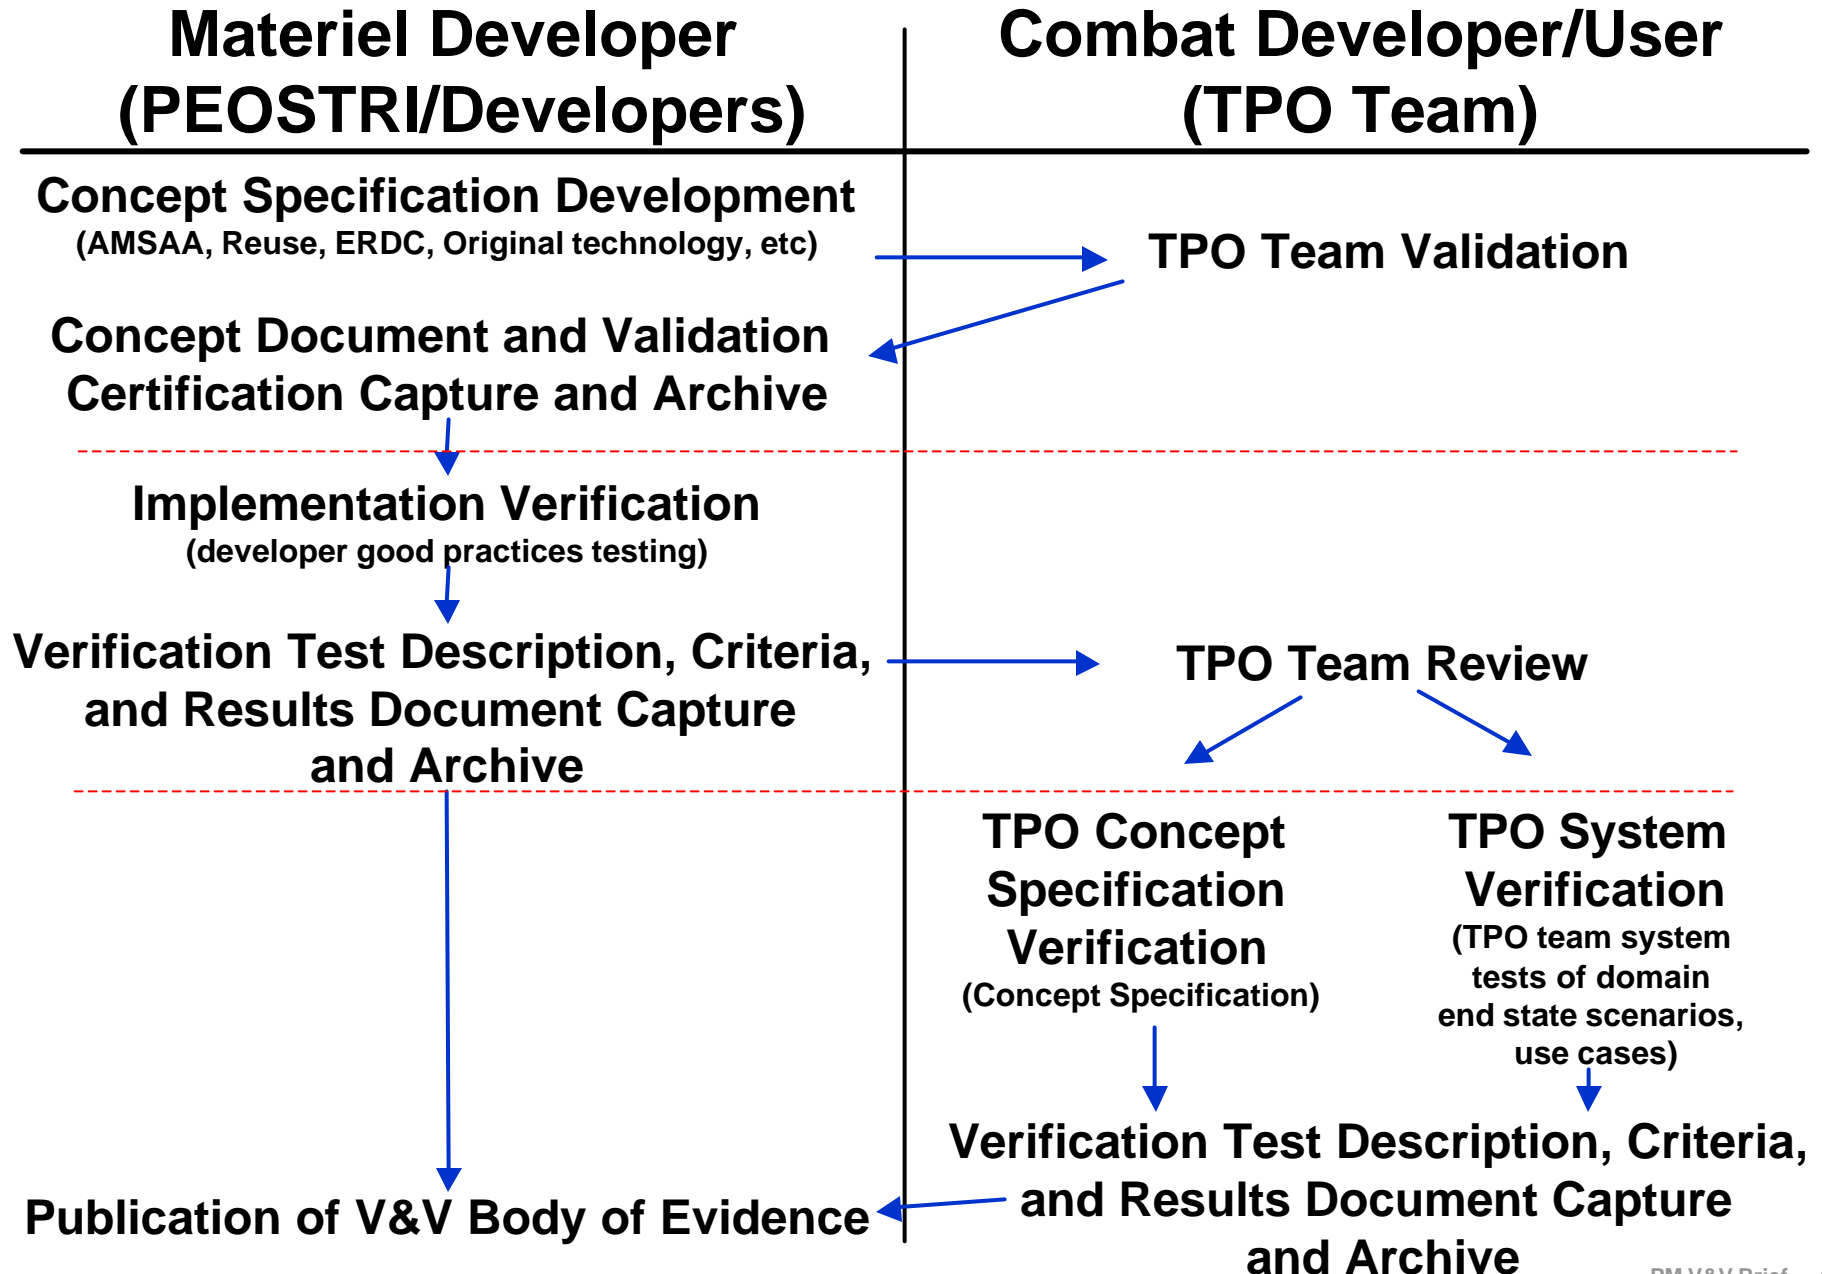 Materiel Developer
(PEOSTRI/Developers)
Combat Developer/User
(TPO Team)
Concept Specification Development
(AMSAA, Reuse, ERDC, Original technology, etc)
TPO Team Validation
Concept Document and Validation
Certification Capture and Archive
Implementation Verification
(developer good practices testing)
Verification Test Description, Criteria,
and Results Document Capture
and Archive
TPO Team Review
TPO Concept
Specification
Verification
(Concept Specification)
TPO System
Verification
(TPO team system
tests of domain
end state scenarios,
use cases)
Verification Test Description, Criteria,
and Results Document Capture
and Archive
Publication of V&V Body of Evidence
PM V&V Brief